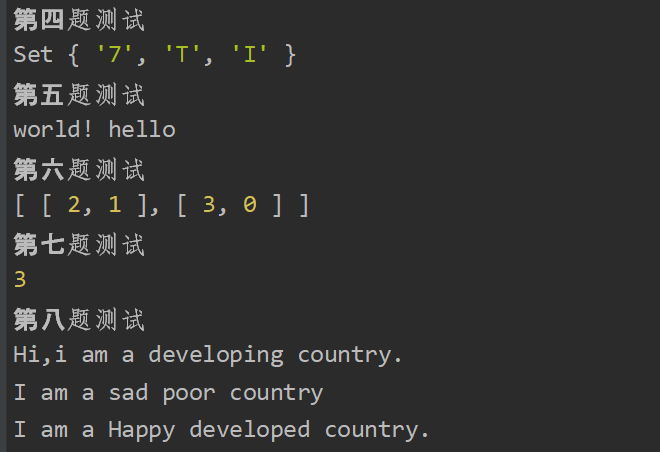 第四题测试
Set { '7', 'T', 'I' }
第五题测试
world! hello
第六题测试
[ [ 2, 1 ], [ 3, 0 ] ]
第七题测试
3
第八题测试
Hi,i am a developing country.
I am a sad poor country
I am a Happy developed country.